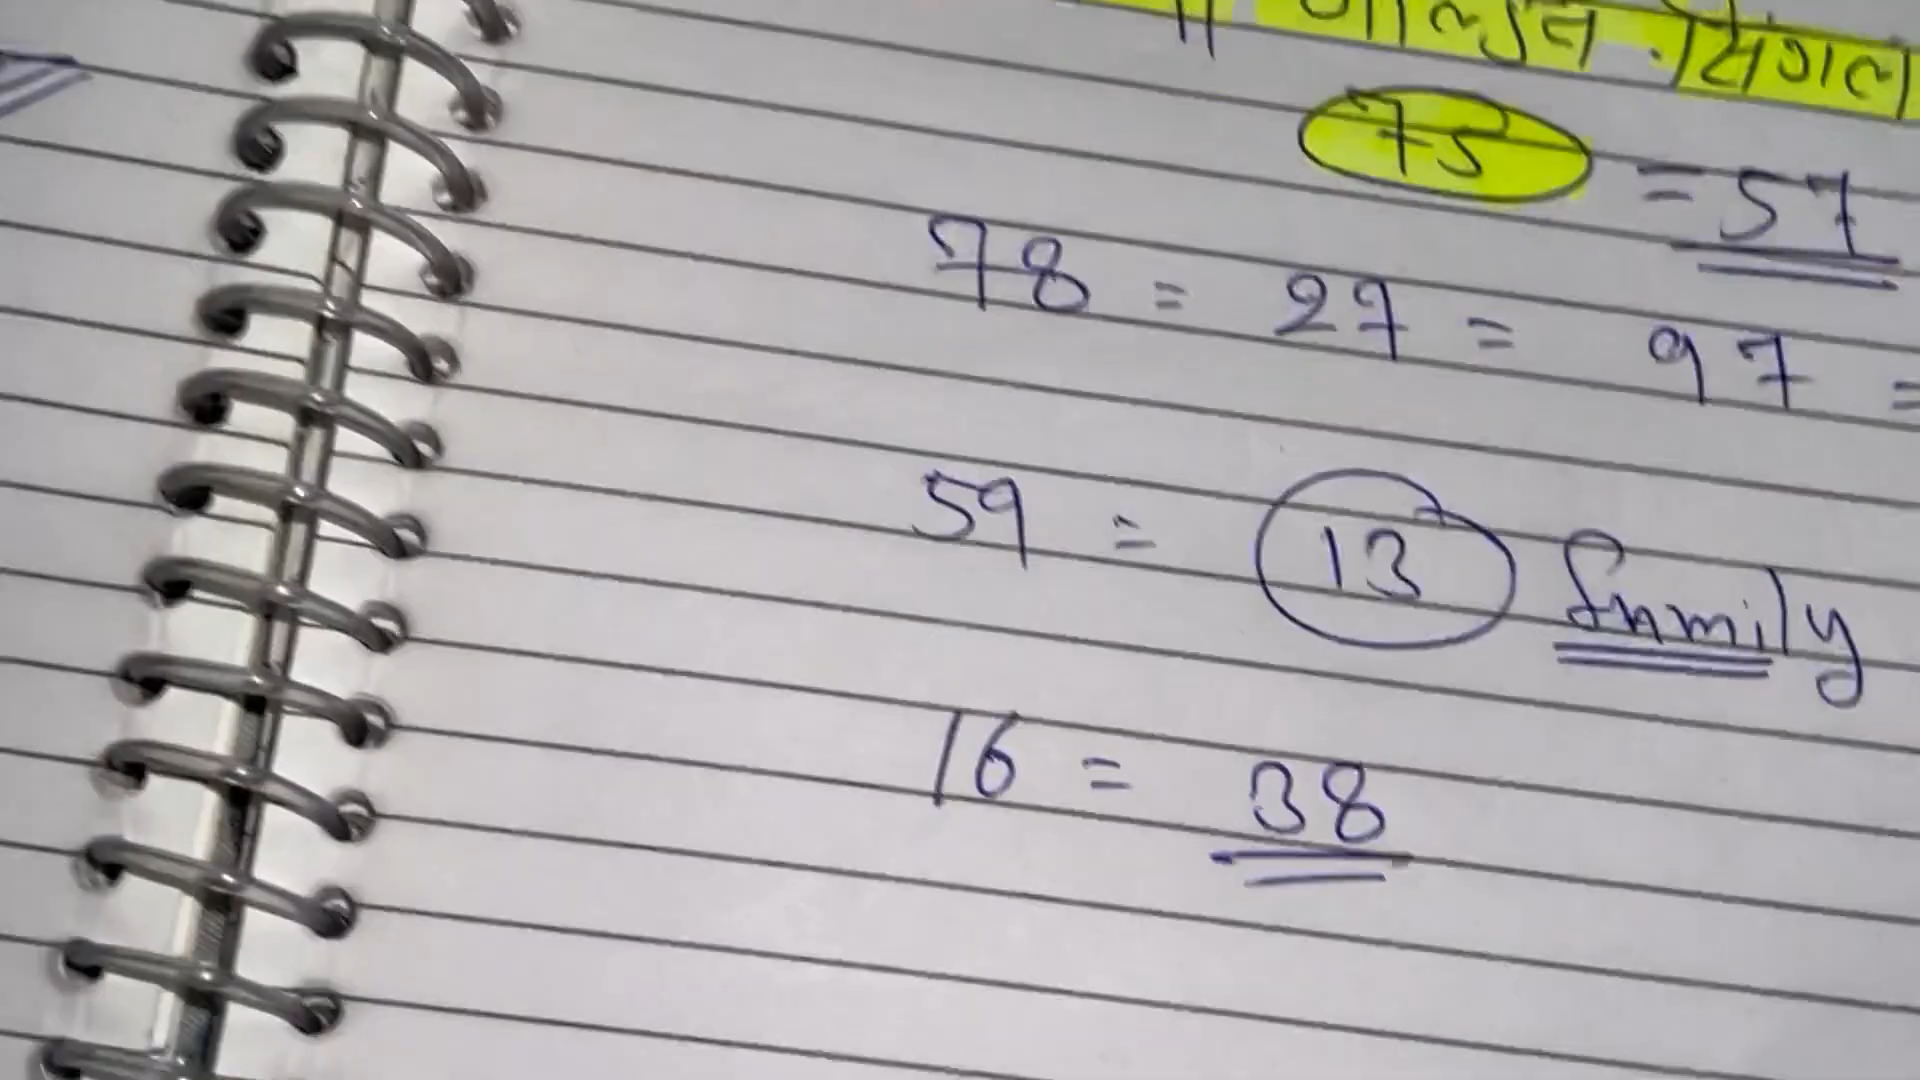 75 = 57
78 = 27 = 97 =
59 = 13 Family
16 = 38